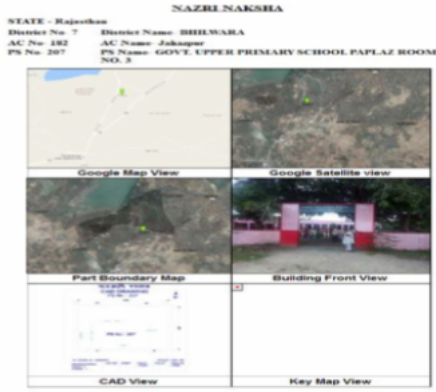 NAZRI NAKSHA
STATE - Rajasthan
District No 7 District Name BHILWARA
AC No 182 AC Name Jahazpur
PS No 207 PS Name GOVT. UPPER PRIMARY SCHOOL PAPLAZ ROOM
NO. 3
Google Map View
Google Satellite view
Part Boundary Map
Building Front View
CAD View
Key Map View